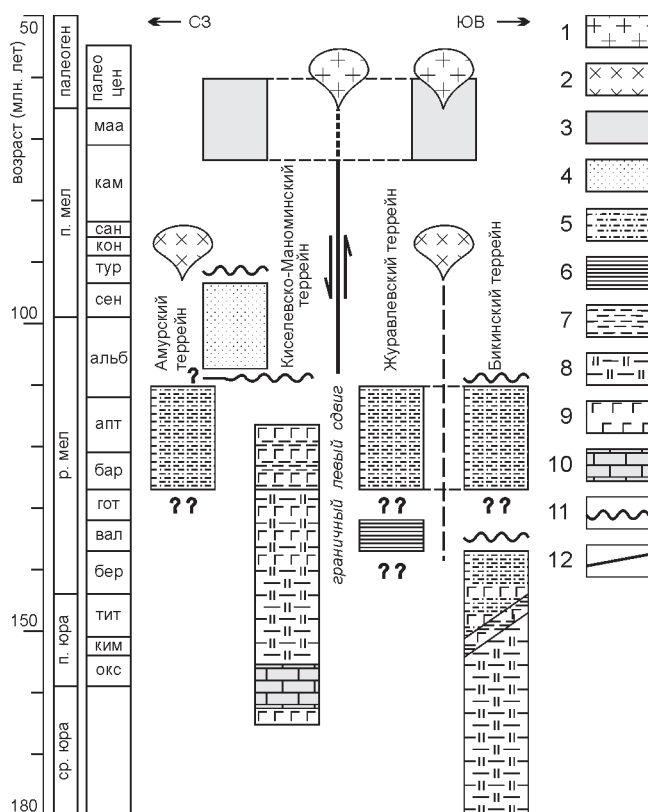 СЗ
ЮВ
возраст (млн. лет)
50
100
150
180
палеоген
п. мел
р. мел
п. юра
ср. юра
палео
цен
маа
кам
сан
кон
тур
сен
альб
апт
бар
гот
вал
бер
тит
ким
окс
Амурский
террейн
Киселевско-Маноминский
террейн
граничный левый сдвиг
Журавлевский террейн
Бикинский террейн
?
??
??
??
??
1
2
3
4
5
6
7
8
9
10
11
12